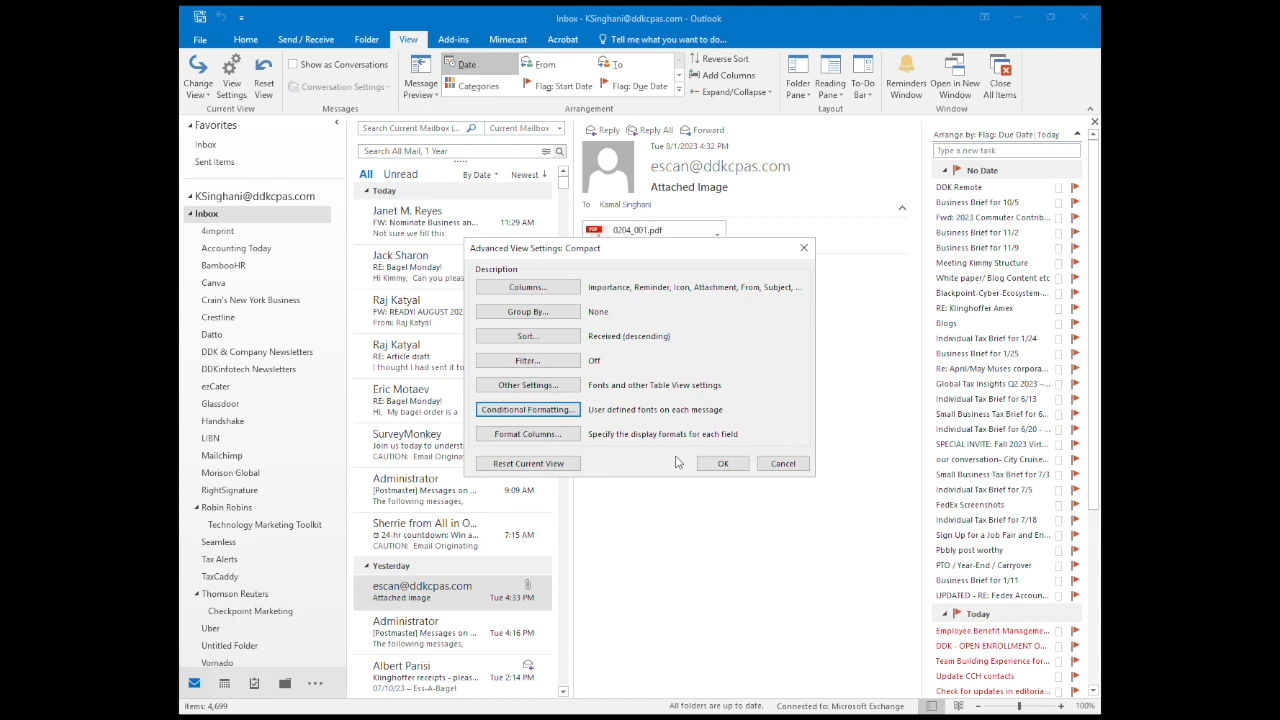 Inbox - KSinghani@ddkcpas.com - Outlook
File Home Send / Receive Folder View Add-ins Mimecast Acrobat Tell me what you want to do...
Change View
View Settings
Reset View
Current View
Show as Conversations
Conversation Settings
Messages
Message Preview
Date From To
Categories Flag: Start Date Flag: Due Date
Reverse Sort
Add Columns
Expand/Collapse
Arrangement
Folder Pane
Reading Pane
To-Do Bar
Layout
Reminders Window
Open in New Window
Close All Items
Window
Favorites
Inbox
Sent Items
KSinghani@ddkcpas.com
Inbox
4imprint
Accounting Today
BambooHR
Canva
Crain's New York Business
Crestline
Datto
DDK & Company Newsletters
DDKinfotech Newsletters
ezCater
Glassdoor
Handshake
LIBN
Mailchimp
Morison Global
RightSignature
Robin Robins
Technology Marketing Toolkit
Seamless
Tax Alerts
TaxCaddy
Thomson Reuters
Checkpoint Marketing
Uber
Untitled Folder
Vornado
Search Current Mailbox (... Current Mailbox
Search All Mail, 1 Year
All Unread By Date Newest
Today
Janet M. Reyes
FW: Nominate Business an... 11:29 AM
Not sure we fill this
Jack Sharon
RE: Bagel Monday!
Hi Kimmy, Can you pleas
Raj Katyal
FW: READY! AUGUST 202
From: Raj Katyal
Raj Katyal
RE: Article draft
I thought I had sent it to
Eric Motaev
RE: Bagel Monday!
Hi, My bagel order is a
SurveyMonkey
Join us today to underst
CAUTION: Email Originating
Administrator
[Postmaster] Messages on ... 9:09 AM
The following messages,
Sherrie from All in O...
24-hr countdown: Win a... 7:15 AM
CAUTION: Email Originating
Yesterday
escan@ddkcpas.com
Attached Image Tue 4:33 PM
Administrator
[Postmaster] Messages on ... Tue 4:16 PM
The following messages,
Albert Parisi
Klinghoffer receipts - pleas... Tue 2:14 PM
07/10/23 – Ess-A-Bagel
Reply Reply All Forward
Tue 8/1/2023 4:32 PM
escan@ddkcpas.com
Attached Image
To Kamal Singhani
0204_001.pdf
Advanced View Settings: Compact
Description
Columns... Importance, Reminder, Icon, Attachment, From, Subject, ...
Group By... None
Sort... Received (descending)
Filter... Off
Other Settings... Fonts and other Table View settings
Conditional Formatting... User defined fonts on each message
Format Columns... Specify the display formats for each field
Reset Current View OK Cancel
Arrange by: Flag: Due Date Today
Type a new task
No Date
DDK Remote
Business Brief for 10/5
Fwd: 2023 Commuter Contrib...
Business Brief for 11/2
Business Brief for 11/9
Meeting Kimmy Structure
White paper/ Blog Content etc
Blackpoint-Cyber-Ecosystem-...
RE: Klinghoffer Amex
Blogs
Individual Tax Brief for 1/24
Business Brief for 1/25
Re: April/May Muses corpora...
Global Tax Insights Q2 2023 –...
Individual Tax Brief for 6/13
Small Business Tax Brief for 6...
Individual Tax Brief for 6/20 - ...
SPECIAL INVITE: Fall 2023 Virt...
our conversation- City Cruise...
Small Business Tax Brief for 7/3
Individual Tax Brief for 7/5
FedEx Screenshots
Individual Tax Brief for 7/18
Sign Up for a Job Fair and En...
Pbbly post worthy
PTO / Year-End / Carryover
Business Brief for 1/11
UPDATED - RE: Fedex Accoun...
Today
Employee Benefit Manageme...
DDK - OPEN ENROLLMENT O...
Team Building Experience for...
Update CCH contacts
Check for updates in editoria...
Items: 4,699 All folders are up to date. Connected to: Microsoft Exchange 100%